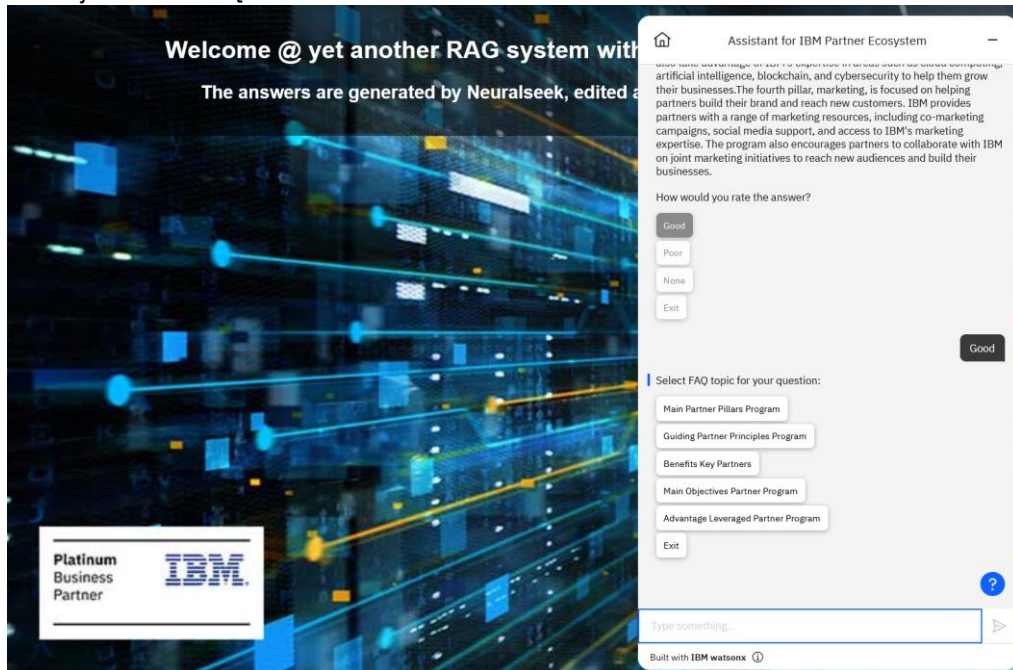 Welcome @ yet another RAG system with
The answers are generated by Neuralseek, edited a
Platinum
Business
Partner
IBM.
Assistant for IBM Partner Ecosystem
also take advantage of IBM's expertise in areas such as cloud computing,
artificial intelligence, blockchain, and cybersecurity to help them grow
their businesses.The fourth pillar, marketing, is focused on helping
partners build their brand and reach new customers. IBM provides
partners with a range of marketing resources, including co-marketing
campaigns, social media support, and access to IBM's marketing
expertise. The program also encourages partners to collaborate with IBM
on joint marketing initiatives to reach new audiences and build their
businesses.
How would you rate the answer?
Good
Poor
None
Exit
Good
Select FAQ topic for your question:
Main Partner Pillars Program
Guiding Partner Principles Program
Benefits Key Partners
Main Objectives Partner Program
Advantage Leveraged Partner Program
Exit
?
Type something...
Built with IBM watsonx